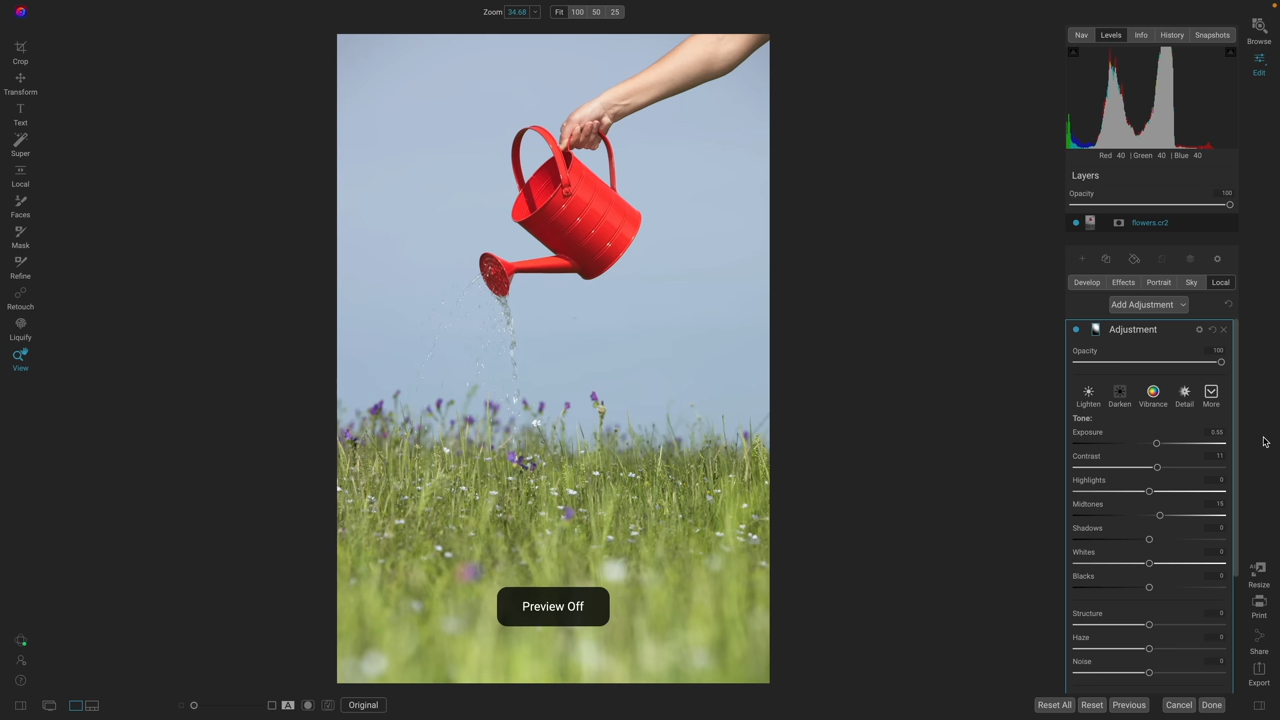 Zoom 34.68 Fit 100 50 25
Nav Levels Info History Snapshots
Browse
Edit
Crop
Transform
Text
Super
Local
Faces
Mask
Refine
Retouch
Liquify
View
Red 40 | Green 40 | Blue 40
Layers
Opacity 100
flowers.cr2
Develop Effects Portrait Sky Local
Add Adjustment
Adjustment
Opacity 100
Lighten Darken Vibrance Detail More
Tone:
Exposure 0.55
Contrast 11
Highlights 0
Midtones 15
Shadows 0
Whites 0
Blacks 0
Structure 0
Haze 0
Noise 0
Preview Off
AI
Resize
Print
Share
Export
A Original
Reset All Reset Previous Cancel Done